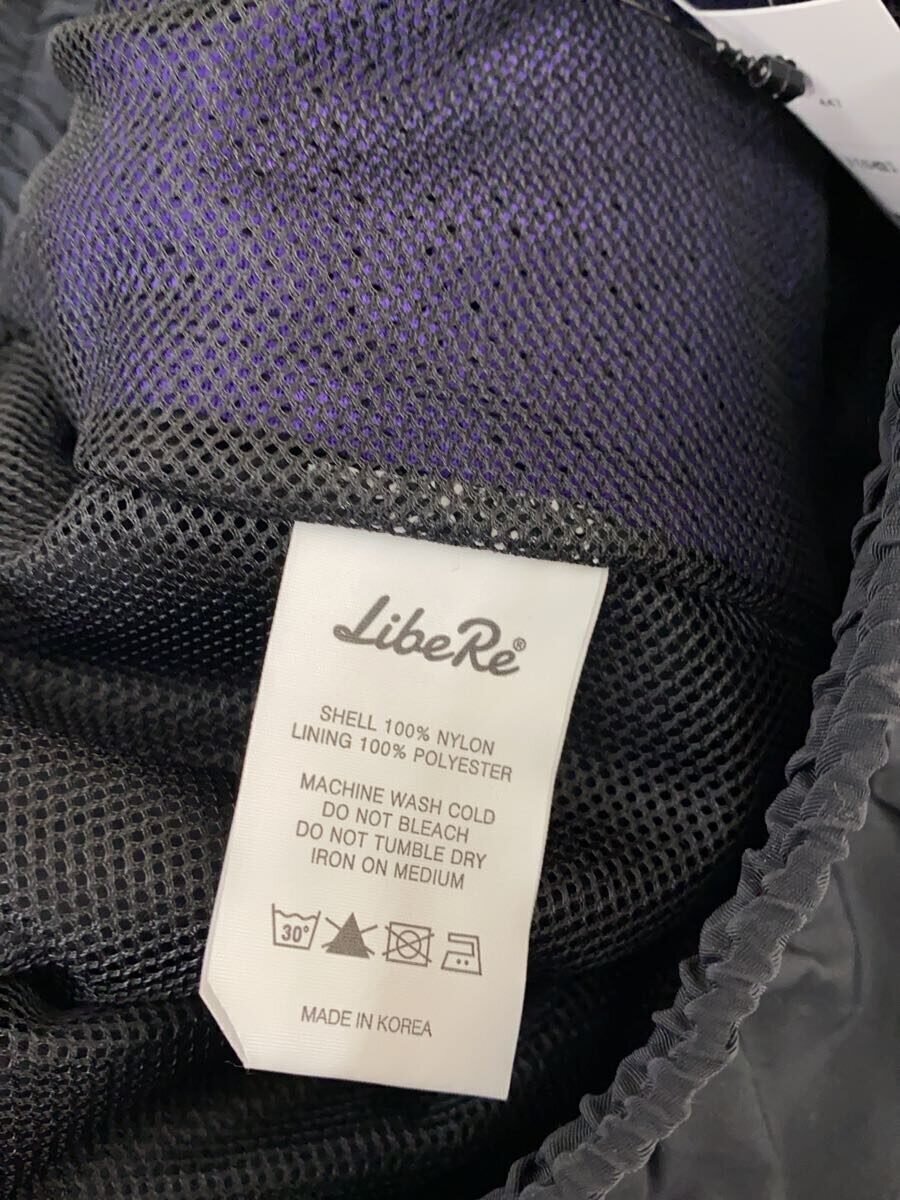 LibeRe®
SHELL 100% NYLON
LINING 100% POLYESTER
MACHINE WASH COLD
DO NOT BLEACH
DO NOT TUMBLE DRY
IRON ON MEDIUM
30°
MADE IN KOREA